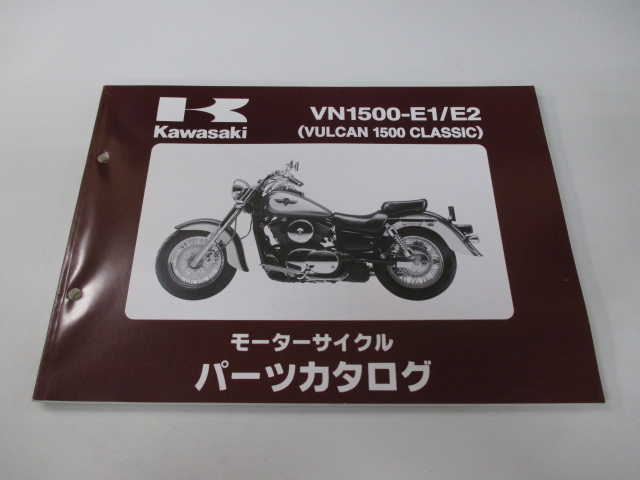 Kawasaki
VN1500-E1/E2
(VULCAN 1500 CLASSIC)
モーターサイクル
パーツカタログ